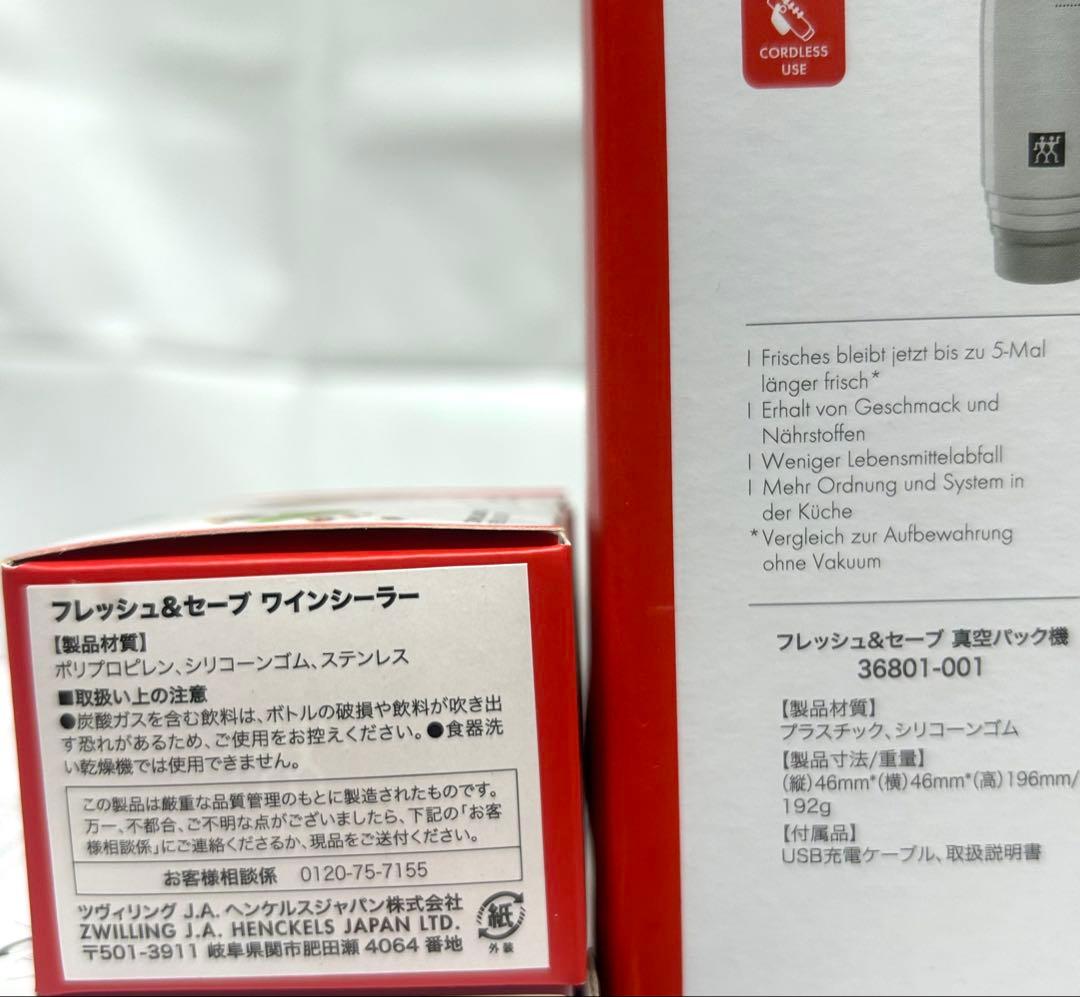 フレッシュ&セーブ ワインシーラー
【製品材質】
ポリプロピレン、シリコーンゴム、ステンレス
■取扱い上の注意
●炭酸ガスを含む飲料は、ボトルの破損や飲料が吹き出
す恐れがあるため、ご使用をお控えください。●食器洗
い乾燥機では使用できません。
この製品は厳重な品質管理のもとに製造されたものです。
万一、不都合、ご不明な点がございましたら、下記の「お客
様相談係」にご連絡くださるか、現品をご送付ください。
お客様相談係 0120-75-7155
ツヴィリング J.A. ヘンケルスジャパン株式会社
ZWILLING J.A. HENCKELS JAPAN LTD.
〒501-3911 岐阜県関市肥田瀬 4064 番地
紙
外装
CORDLESS
USE
| Frisches bleibt jetzt bis zu 5-Mal
länger frisch*
| Erhalt von Geschmack und
Nährstoffen
| Weniger Lebensmittelabfall
| Mehr Ordnung und System in
der Küche
*Vergleich zur Aufbewahrung
ohne Vakuum
フレッシュ&セーブ 真空パック機
36801-001
【製品材質】
プラスチック、シリコーンゴム
【製品寸法/重量】
(縦)46mm*(横)46mm*(高)196mm/
192g
【付属品】
USB充電ケーブル、取扱説明書